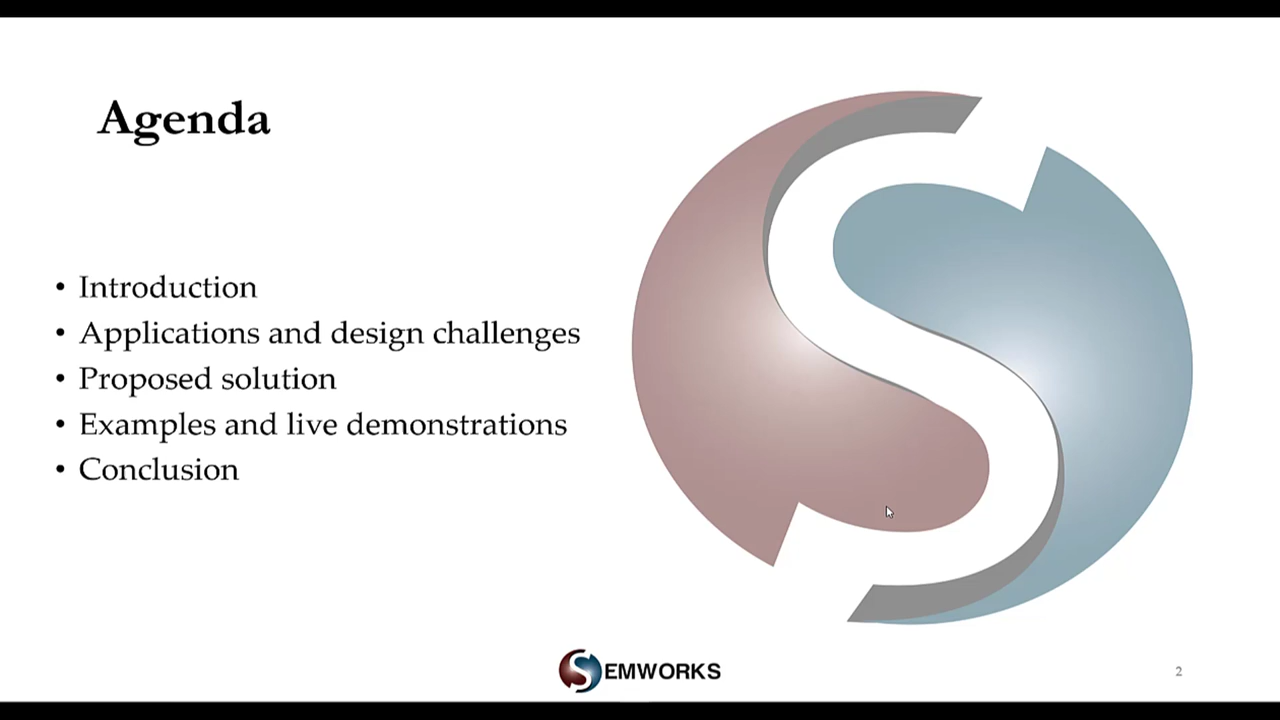 Agenda
• Introduction
• Applications and design challenges
• Proposed solution
• Examples and live demonstrations
• Conclusion
S EMWORKS
2